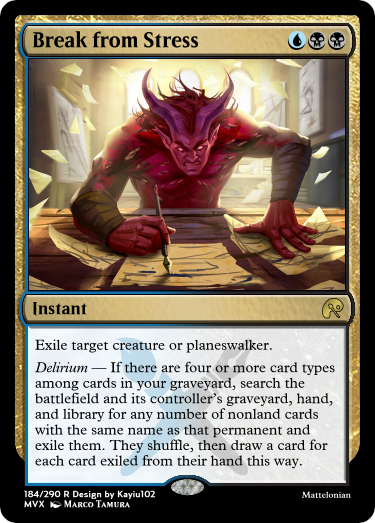 Break from Stress
Instant
Exile target creature or planeswalker.
Delirium — If there are four or more card types
among cards in your graveyard, search the
battlefield and its controller's graveyard, hand,
and library for any number of nonland cards
with the same name as that permanent and
exile them. They shuffle, then draw a card for
each card exiled from their hand this way.
184/290 R Design by Kayiu102
MVX Marco Tamura
Mattelonian